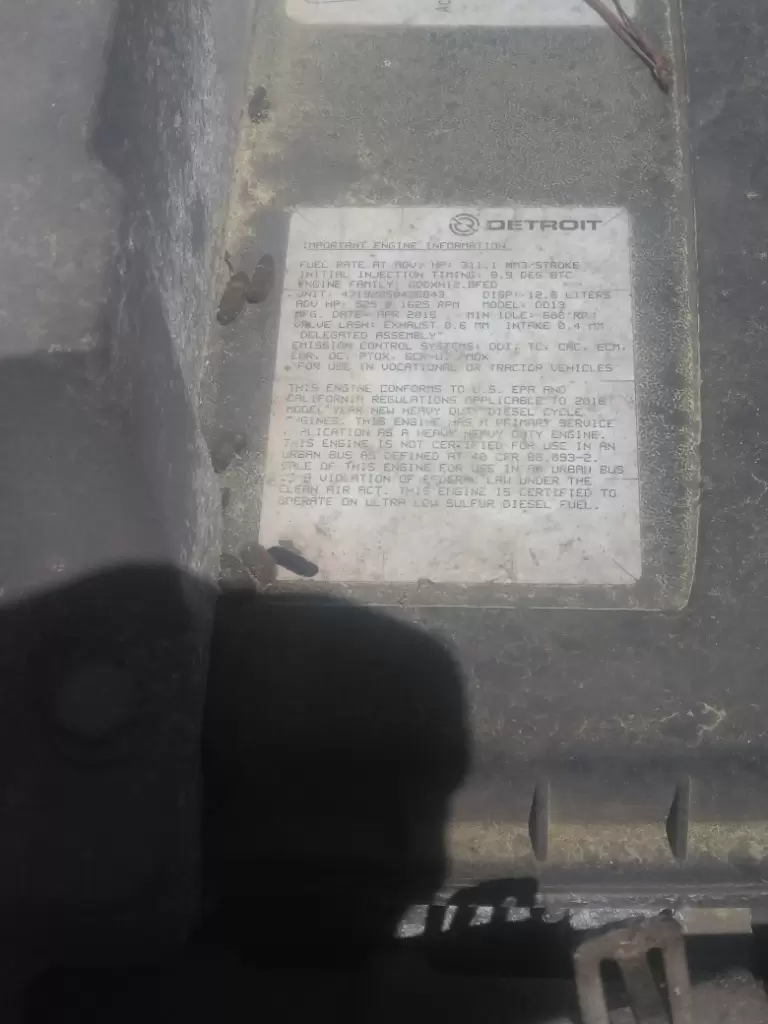 AC
DETROIT
IMPORTANT ENGINE INFORMATION
FUEL RATE AT ADV. HP: 311.1 MM3/STROKE
INITIAL INJECTION TIMING: 9.9 DEG BTC
ENGINE FAMILY:
UNIT: DISP: 12.8 LITERS
ADV HP: 525 @ 1625 RPM MODEL: DD13
MFG. DATE: APR 2016 MIN IDLE: 600 RPM
VALVE LASH: EXHAUST 0.6 MM INTAKE 0.4 MM
"DELEGATED ASSEMBLY"
EMISSION CONTROL SYSTEMS: DDI, TC, CAC, ECM,
EGR, OC, PTOX,
FOR USE IN VOCATIONAL OR TRACTOR VEHICLES
THIS ENGINE CONFORMS TO U.S. EPA AND
CALIFORNIA REGULATIONS APPLICABLE TO 2016
MODEL YEAR NEW HEAVY DUTY DIESEL CYCLE
ENGINES. THIS ENGINE HAS A PRIMARY SERVICE
APPLICATION AS A HEAVY HEAVY DUTY ENGINE.
THIS ENGINE IS NOT CERTIFIED FOR USE IN AN
URBAN BUS AS DEFINED AT 40 CFR 86.093-2.
SALE OF THIS ENGINE FOR USE IN AN URBAN BUS
IS A VIOLATION OF FEDERAL LAW UNDER THE
CLEAN AIR ACT. THIS ENGINE IS CERTIFIED TO
OPERATE ON ULTRA LOW SULFUR DIESEL FUEL.